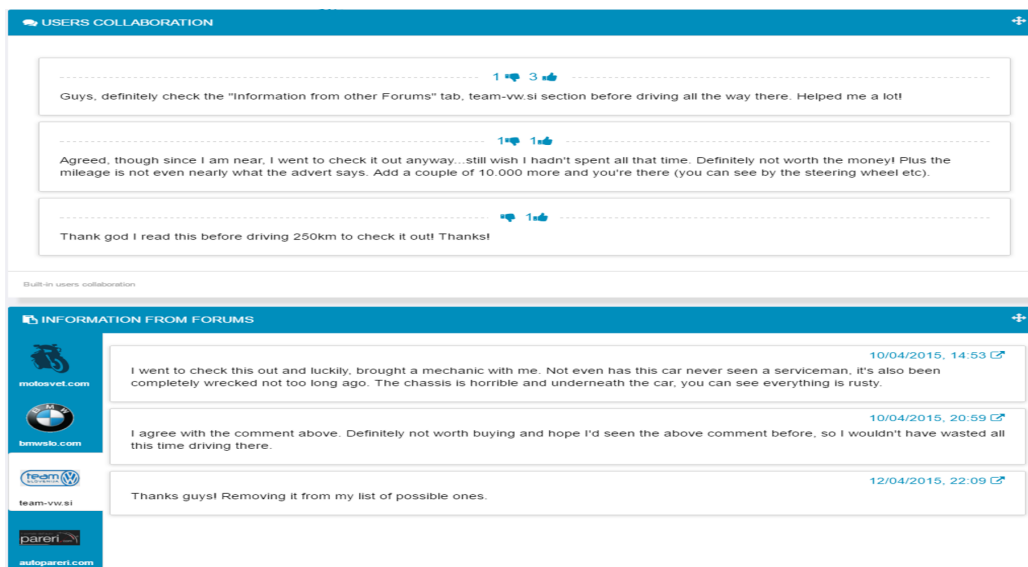 USERS COLLABORATION
1 3
Guys, definitely check the "Information from other Forums" tab, team-vw.si section before driving all the way there. Helped me a lot!
1 1
Agreed, though since I am near, I went to check it out anyway...still wish I hadn't spent all that time. Definitely not worth the money! Plus the
mileage is not even nearly what the advert says. Add a couple of 10.000 more and you're there (you can see by the steering wheel etc).
1
Thank god I read this before driving 250km to check it out! Thanks!
Built-in users collaboration
INFORMATION FROM FORUMS
motosvet.com
BMW
bmwslo.com
team
team-vw.si
pareri
autopareri.com
10/04/2015, 14:53
I went to check this out and luckily, brought a mechanic with me. Not even has this car never seen a serviceman, it's also been
completely wrecked not too long ago. The chassis is horrible and underneath the car, you can see everything is rusty.
10/04/2015, 20:59
I agree with the comment above. Definitely not worth buying and hope I'd seen the above comment before, so I wouldn't have wasted all
this time driving there.
12/04/2015, 22:09
Thanks guys! Removing it from my list of possible ones.